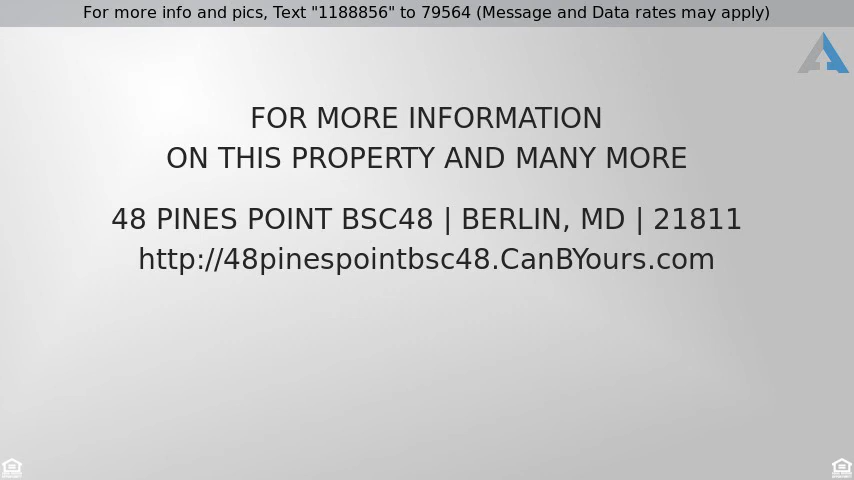 For more info and pics, Text "1188856" to 79564 (Message and Data rates may apply)
FOR MORE INFORMATION
ON THIS PROPERTY AND MANY MORE
48 PINES POINT BSC48 | BERLIN, MD | 21811
http://48pinespointbsc48.CanBYours.com